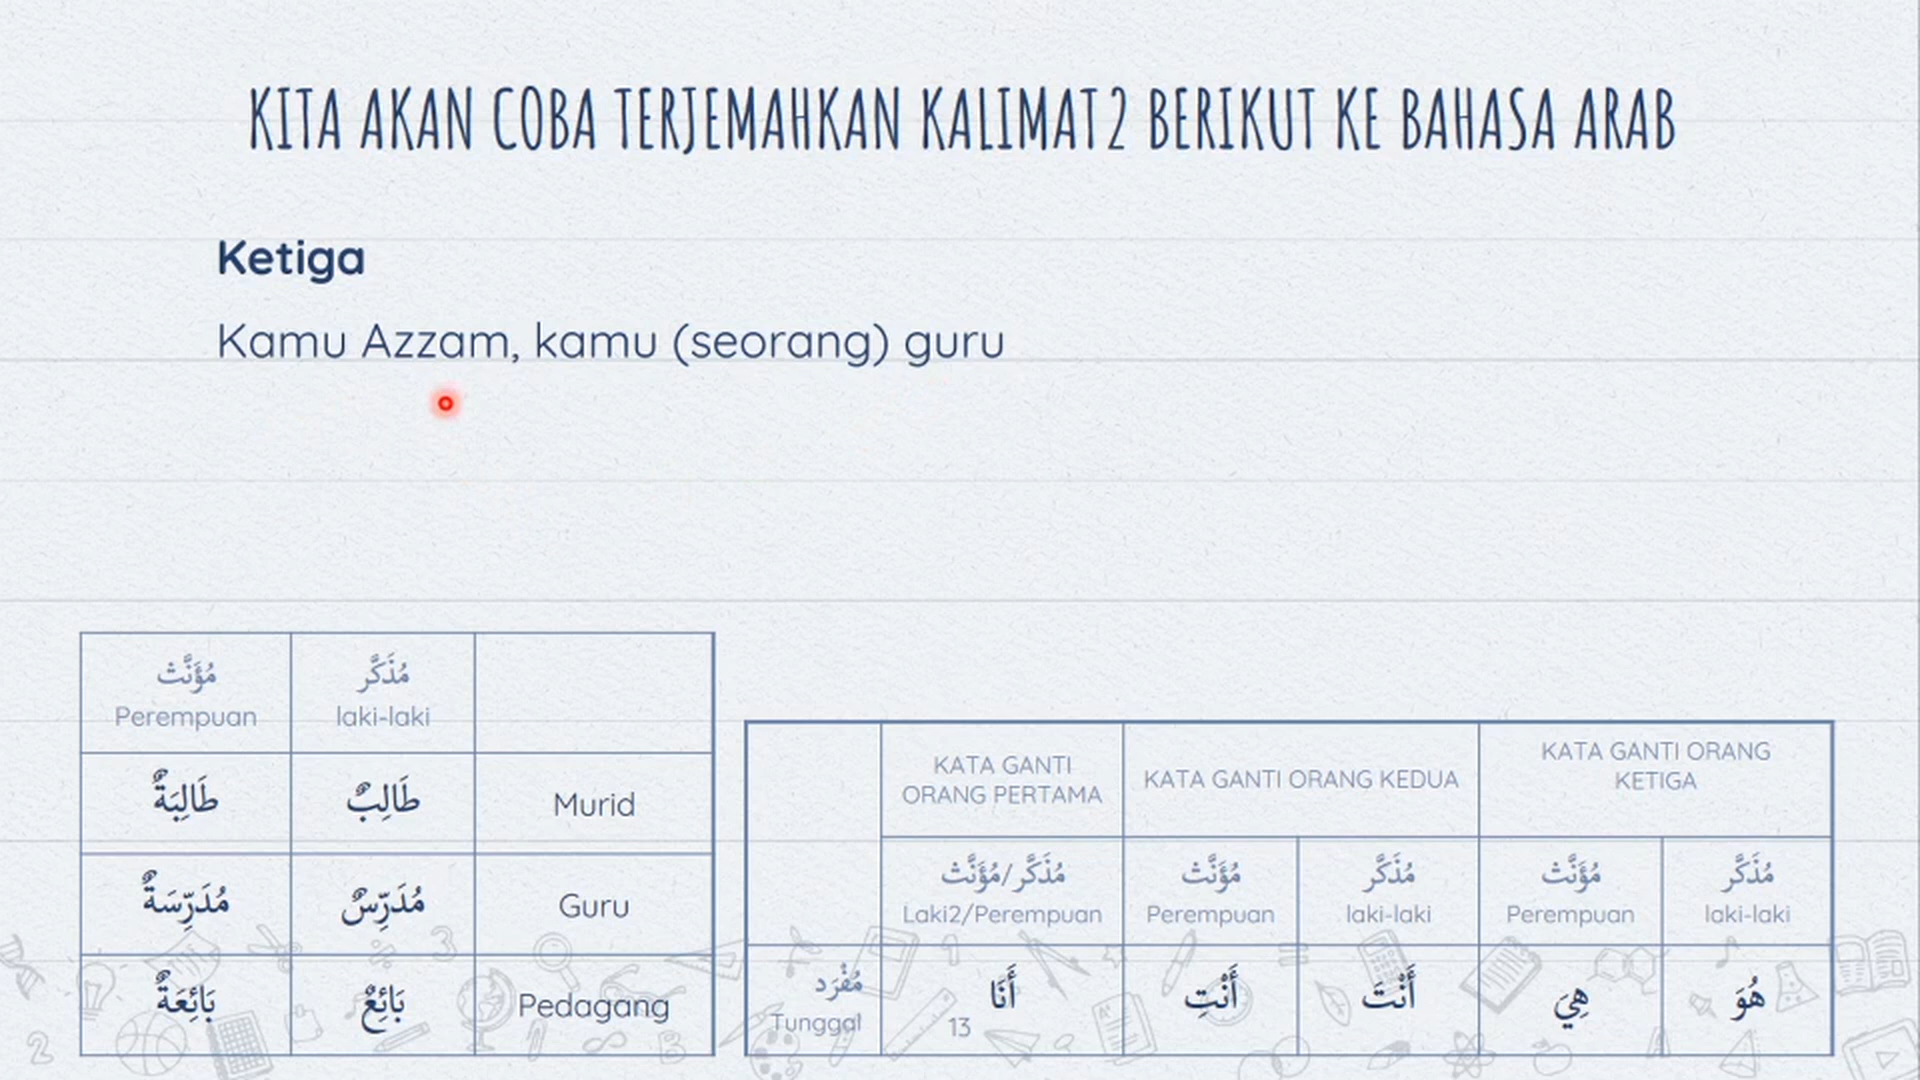 KITA AKAN COBA TERJEMAHKAN KALIMAT2 BERIKUT KE BAHASA ARAB
Ketiga
Kamu Azzam, kamu (seorang) guru
مُؤَنَّثْ
Perempuan
مُذَكَّر
laki-laki
طَالِبَةٌ
طَالِبٌ
Murid
مُدَرِّسَةٌ
مُدَرِّسٌ
Guru
بَائِعَةٌ
بَائِعٌ
Pedagang
KATA GANTI
ORANG PERTAMA
KATA GANTI ORANG KEDUA
KATA GANTI ORANG
KETIGA
مُذَكَّر/مُؤَنَّثْ
Laki2/Perempuan
مُؤَنَّثْ
Perempuan
مُذَكَّر
laki-laki
مُؤَنَّثْ
Perempuan
مُذَكَّر
laki-laki
مُفْرَد
Tunggal
أَنَا
أَنْتِ
أَنْتَ
هِيَ
هُوَ
13